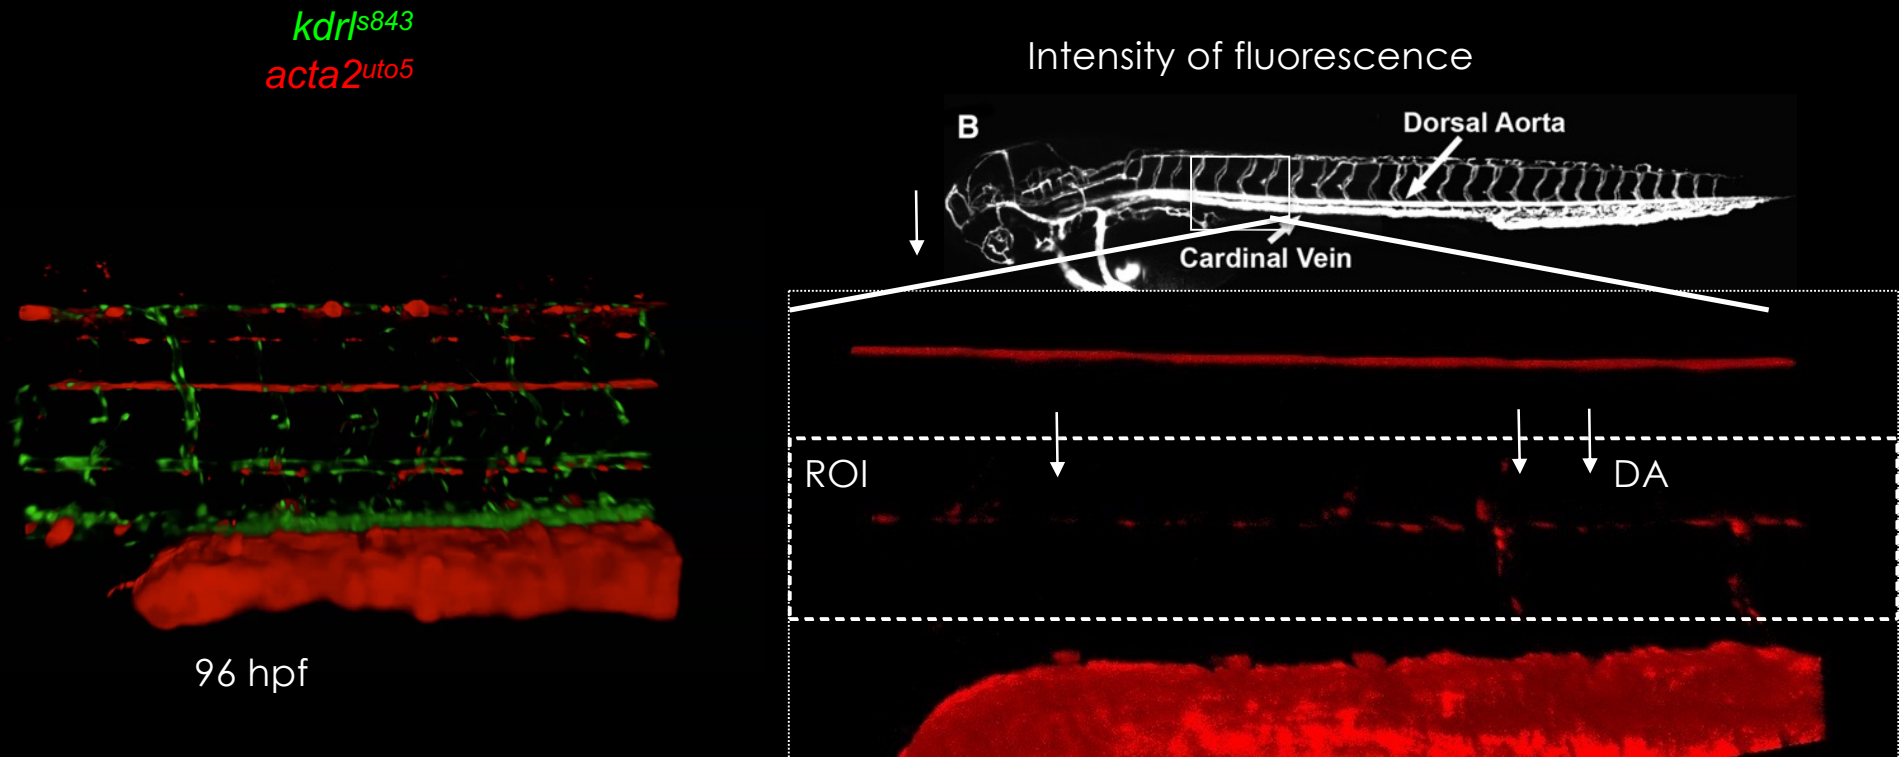 kdrl^s843
acta2^uto5
96 hpf
Intensity of fluorescence
B
Dorsal Aorta
Cardinal Vein
ROI
DA